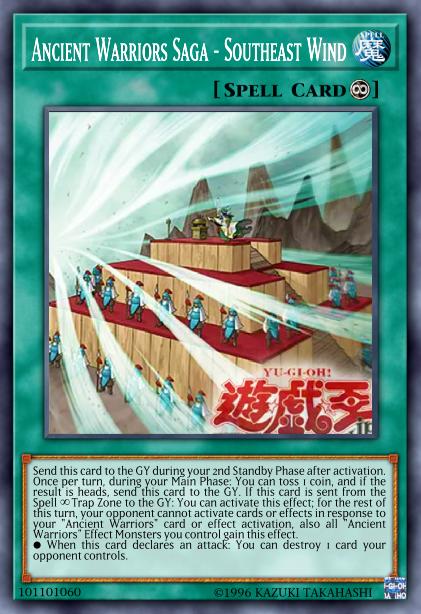 Ancient Warriors Saga - Southeast Wind
SPELL
魔
[Spell Card]
YU-GI-OH!
遊戯王
Send this card to the GY during your 2nd Standby Phase after activation.
Once per turn, during your Main Phase: You can toss 1 coin, and if the
result is heads, send this card to the GY. If this card is sent from the
Spell ∞Trap Zone to the GY: You can activate this effect; for the rest of
this turn, your opponent cannot activate cards or effects in response to
your "Ancient Warriors" card or effect activation, also all "Ancient
Warriors" Effect Monsters you control gain this effect.
● When this card declares an attack: You can destroy 1 card your
opponent controls.
101101060
©1996 KAZUKI TAKAHASHI